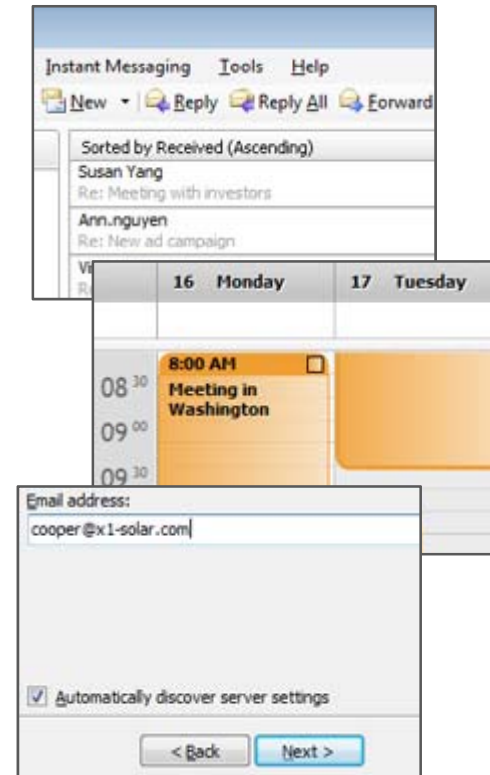 Instant Messaging Tools Help
New Reply Reply All Forward
Sorted by Received (Ascending)
Susan Yang
Re: Meeting with investors
Ann.nguyen
Re: New ad campaign
16 Monday 17 Tuesday
8:00 AM
08 30 Meeting in
Washington
09 00
09 30
Email address:
cooper@x1-solar.com
Automatically discover server settings
< Back Next >